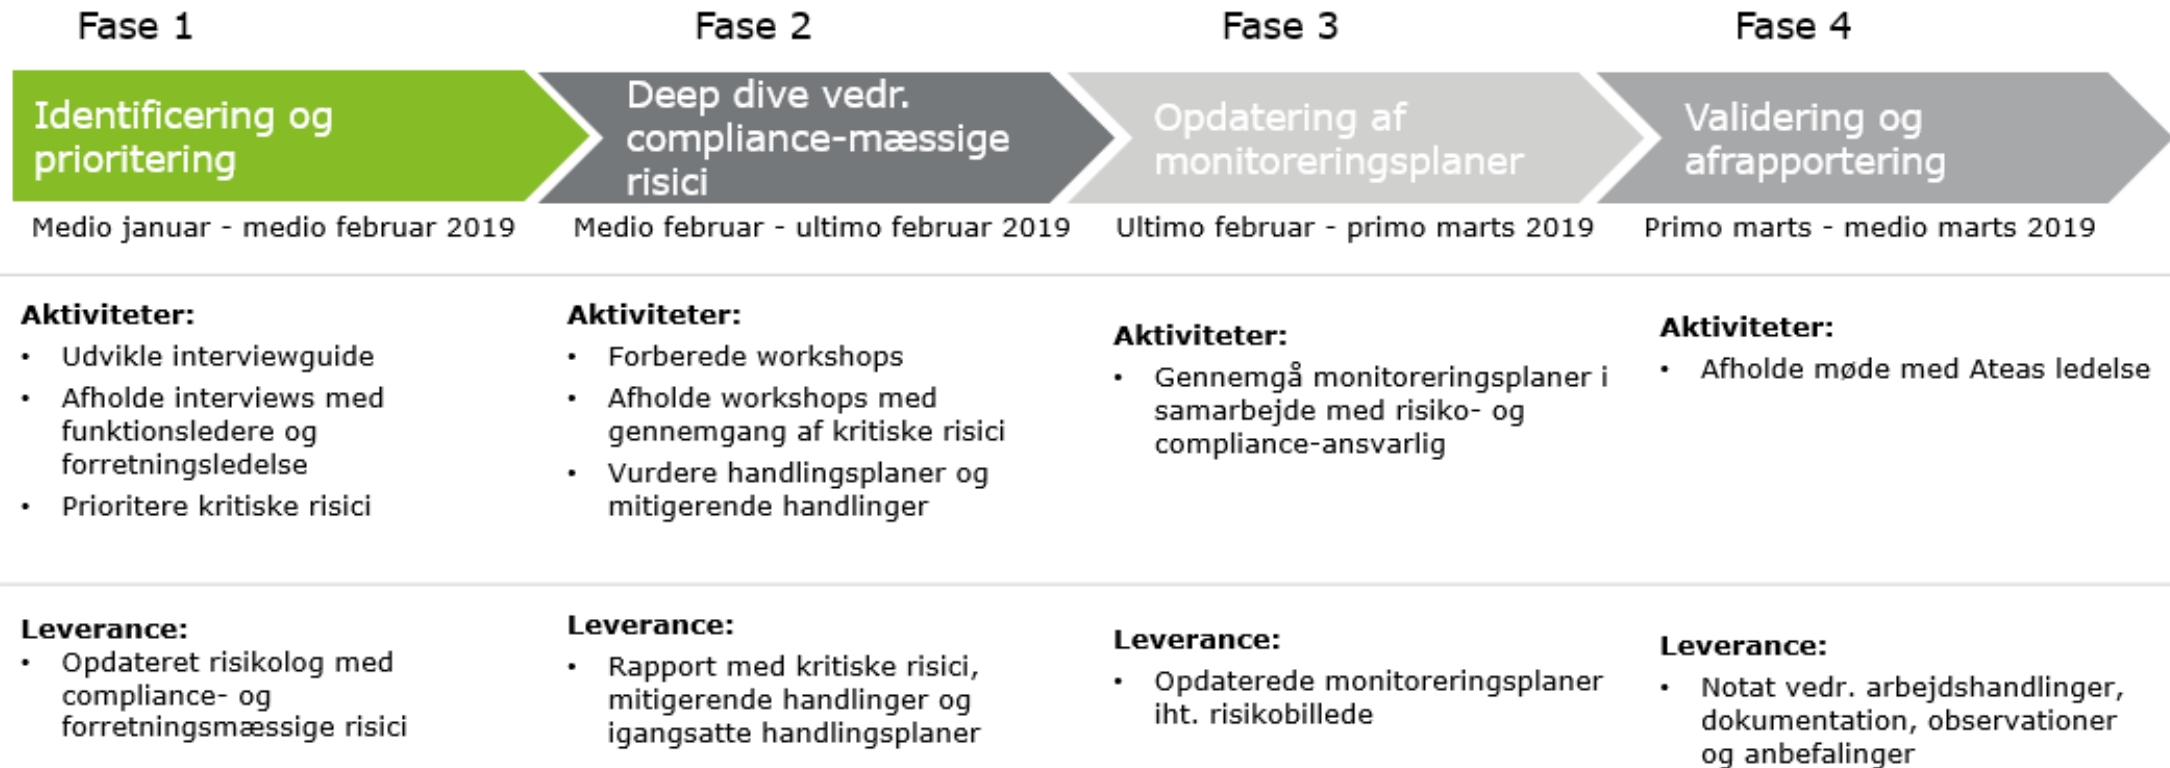 Fase 1
Fase 2
Fase 3
Fase 4
Identificering og
prioritering
Deep dive vedr.
compliance-mæssige
risici
Opdatering af
monitoreringsplaner
Validering og
afrapportering
Medio januar - medio februar 2019
Medio februar - ultimo februar 2019
Ultimo februar - primo marts 2019
Primo marts - medio marts 2019
Aktiviteter:
• Udvikle interviewguide
• Afholde interviews med
funktionsledere og
forretningsledelse
• Prioritere kritiske risici
Aktiviteter:
• Forberede workshops
• Afholde workshops med
gennemgang af kritiske risici
• Vurdere handlingsplaner og
mitigerende handlinger
Aktiviteter:
• Gennemgå monitoreringsplaner i
samarbejde med risiko- og
compliance-ansvarlig
Aktiviteter:
• Afholde møde med Ateas ledelse
Leverance:
• Opdateret risikolog med
compliance- og
forretningsmæssige risici
Leverance:
• Rapport med kritiske risici,
mitigerende handlinger og
igangsatte handlingsplaner
Leverance:
• Opdaterede monitoreringsplaner
iht. risikobillede
Leverance:
• Notat vedr. arbejdshandlinger,
dokumentation, observationer
og anbefalinger